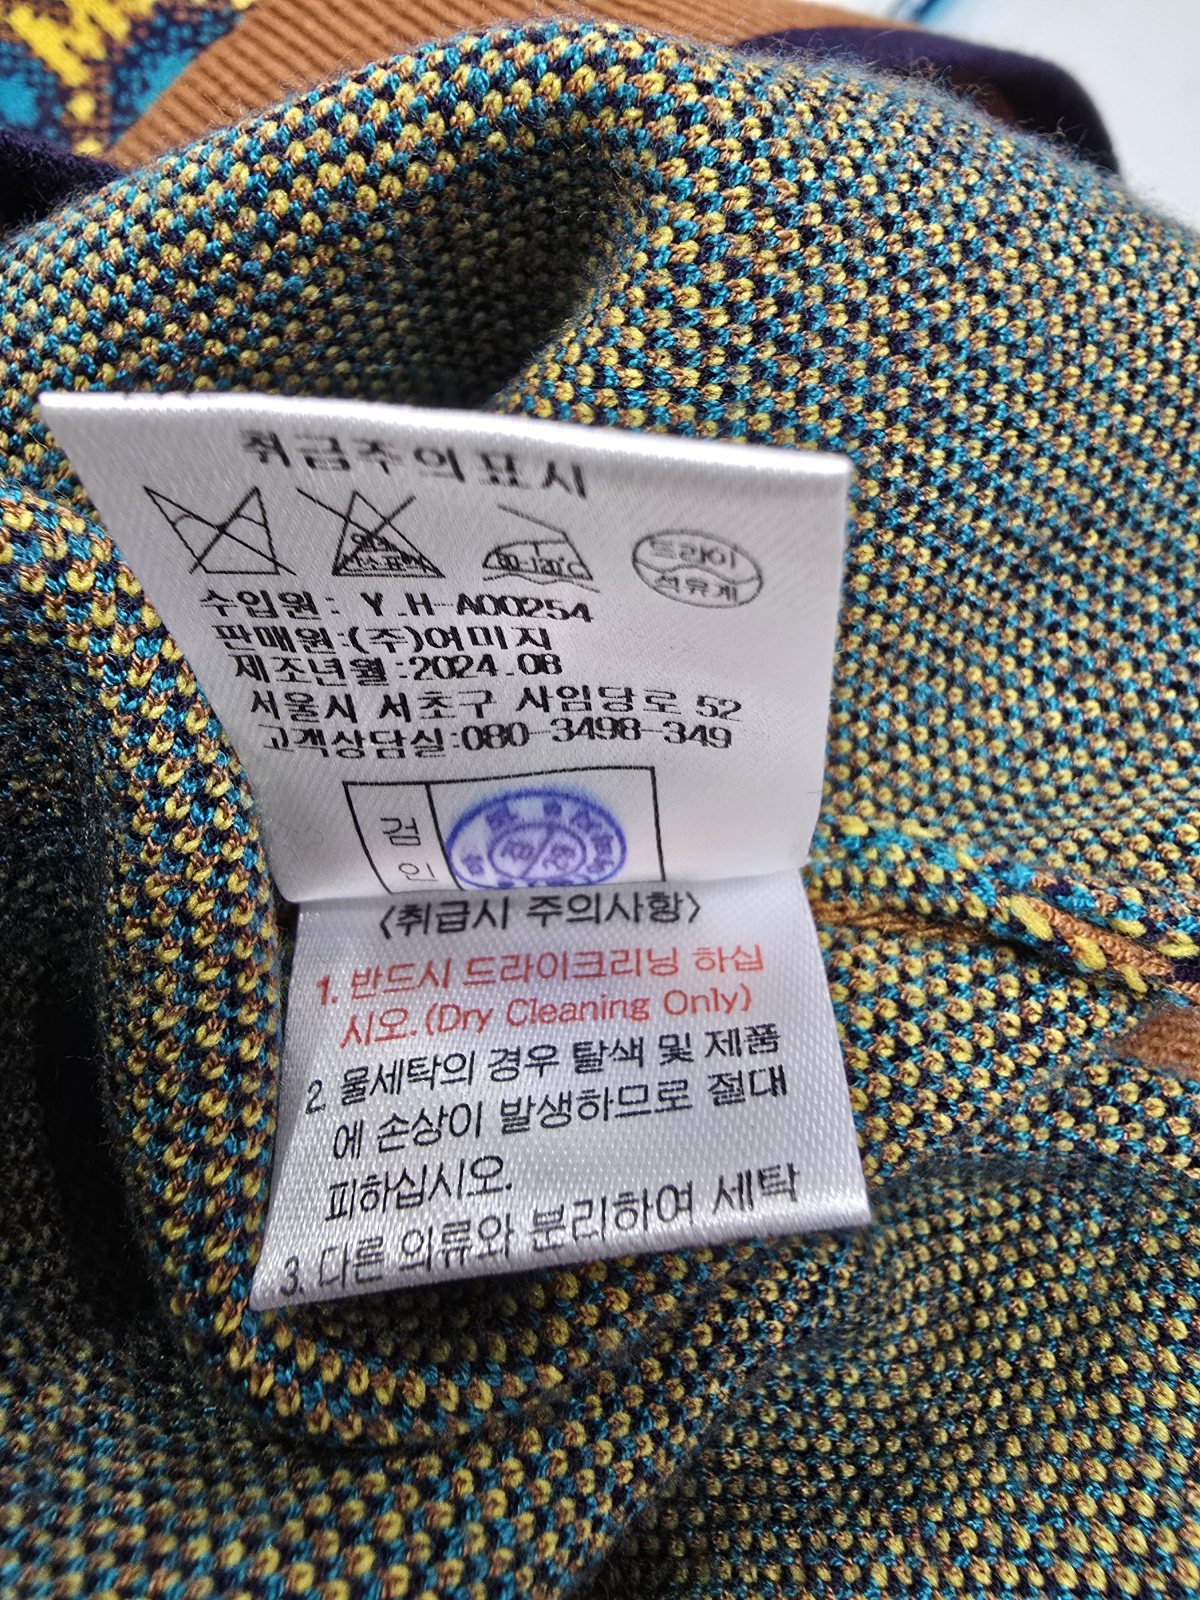 취급주의표시
80-120℃
드라이
석유계
수입원: Y.H-A00254
판매원:(주)여미지
제조년월:2024.08
서울시 서초구 사임당로 52
고객상담실:080-3498-349
검
인
<취급시 주의사항>
1. 반드시 드라이크리닝 하십
시오.(Dry Cleaning Only)
2. 물세탁의 경우 탈색 및 제품
에 손상이 발생하므로 절대
피하십시오.
3. 다른 의류와 분리하여 세탁